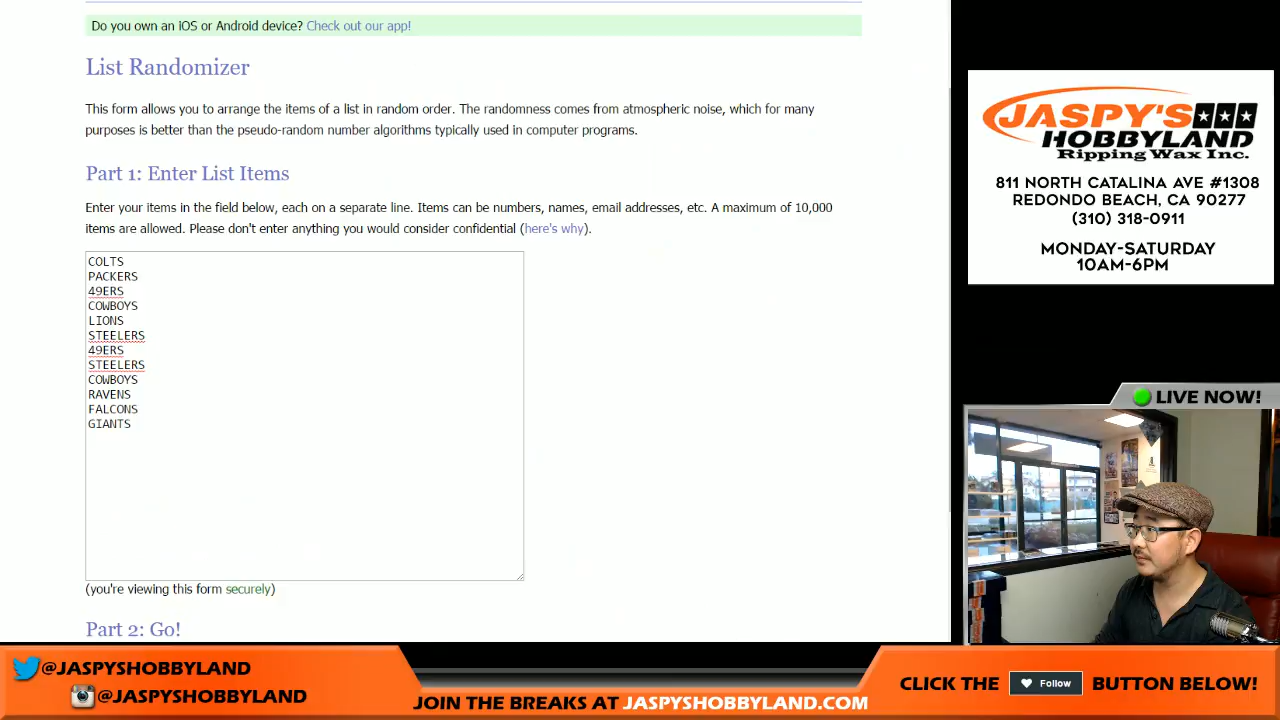 Do you own an iOS or Android device? Check out our app!
List Randomizer
This form allows you to arrange the items of a list in random order. The randomness comes from atmospheric noise, which for many
purposes is better than the pseudo-random number algorithms typically used in computer programs.
Part 1: Enter List Items
Enter your items in the field below, each on a separate line. Items can be numbers, names, email addresses, etc. A maximum of 10,000
items are allowed. Please don't enter anything you would consider confidential (here's why).
COLTS
PACKERS
49ERS
COWBOYS
LIONS
STEELERS
49ERS
STEELERS
COWBOYS
RAVENS
FALCONS
GIANTS
(you're viewing this form securely)
Part 2: Go!
JASPY'S
HOBBYLAND
Ripping Wax Inc.
811 NORTH CATALINA AVE #1308
REDONDO BEACH, CA 90277
(310) 318-0911
MONDAY-SATURDAY
10AM-6PM
LIVE NOW!
@JASPYSHOBBYLAND
@JASPYSHOBBYLAND
JOIN THE BREAKS AT JASPYSHOBBYLAND.COM
CLICK THE Follow BUTTON BELOW!